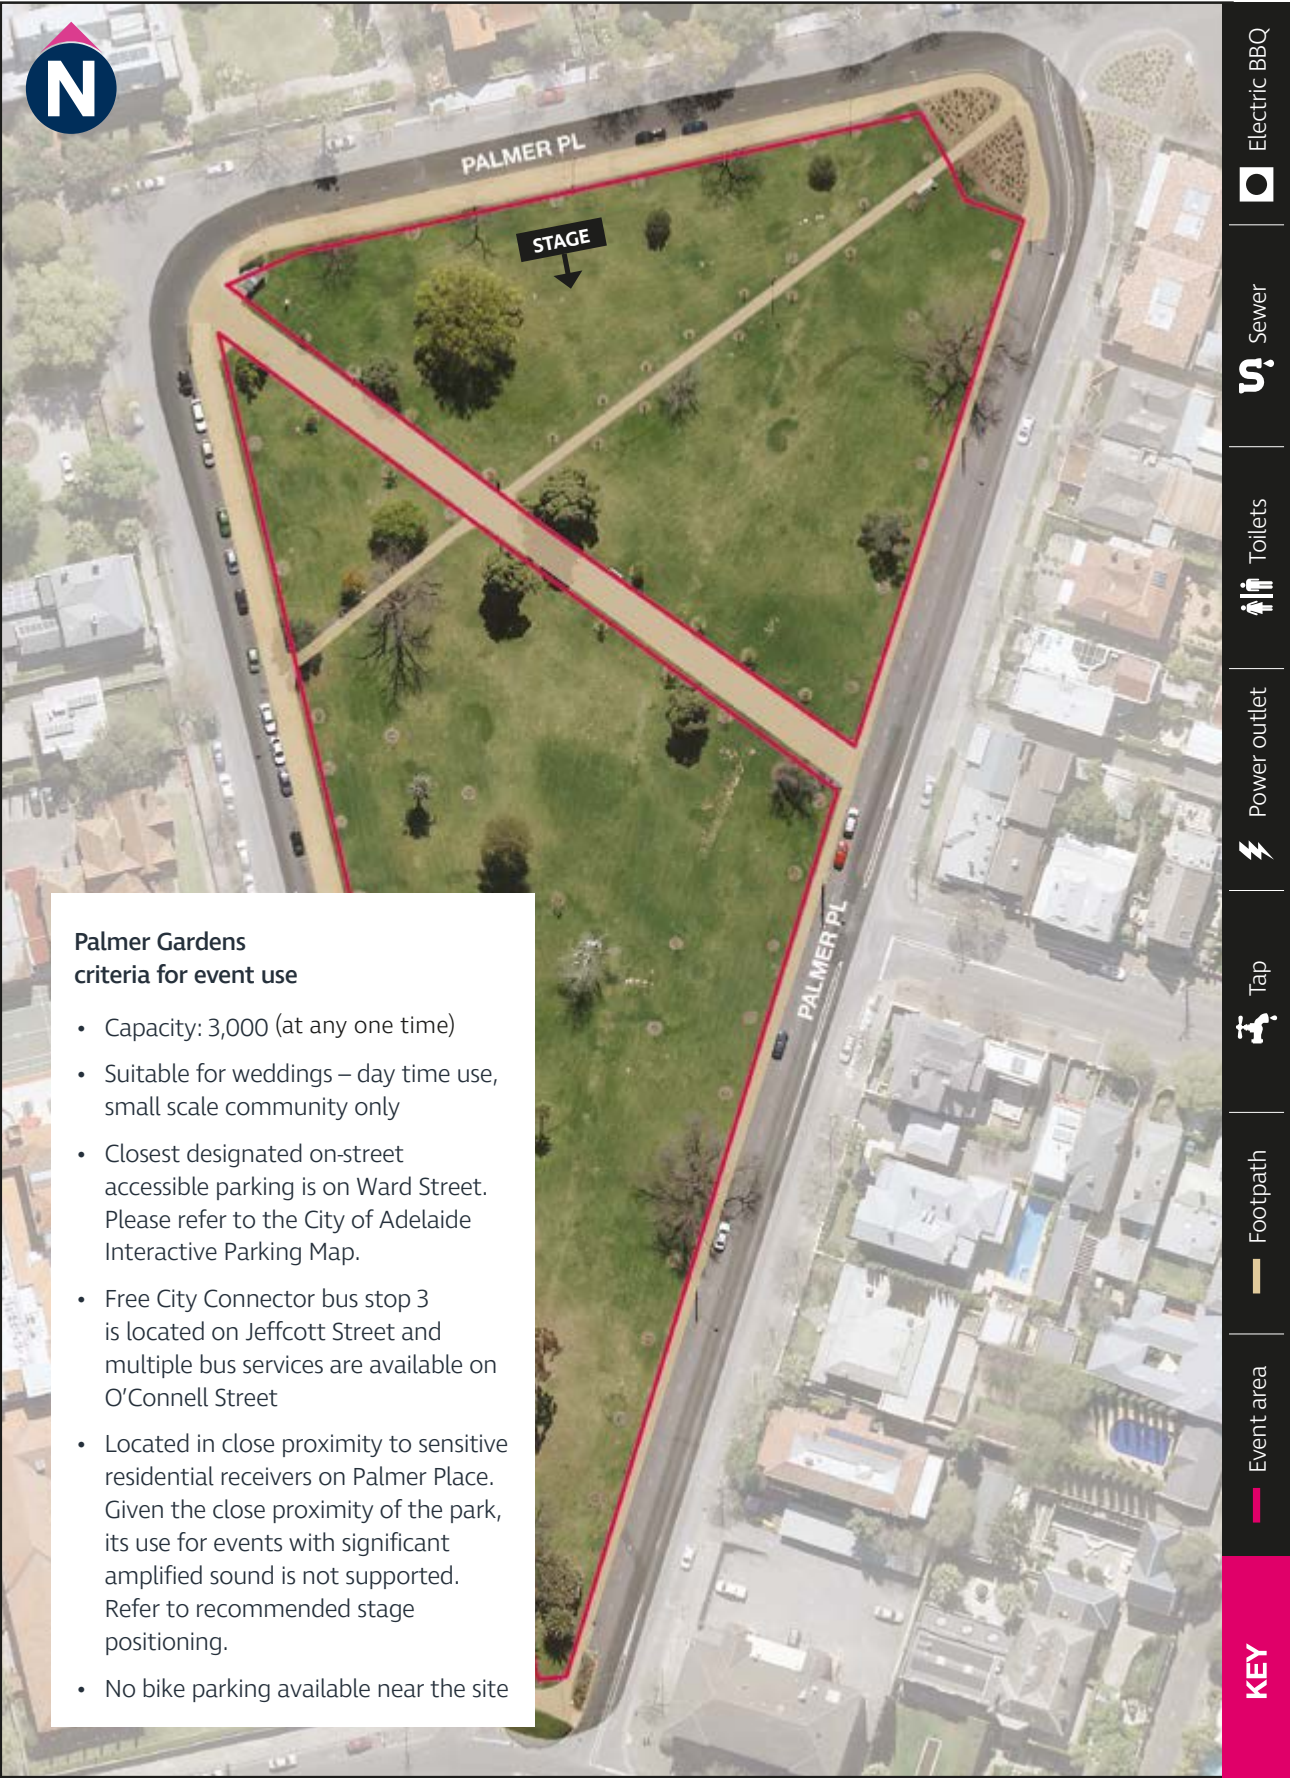 N
PALMER PL
STAGE
PALMER PL
Palmer Gardens
criteria for event use
• Capacity: 3,000 (at any one time)
• Suitable for weddings – day time use,
small scale community only
• Closest designated on-street
accessible parking is on Ward Street.
Please refer to the City of Adelaide
Interactive Parking Map.
• Free City Connector bus stop 3
is located on Jeffcott Street and
multiple bus services are available on
O'Connell Street
• Located in close proximity to sensitive
residential receivers on Palmer Place.
Given the close proximity of the park,
its use for events with significant
amplified sound is not supported.
Refer to recommended stage
positioning.
• No bike parking available near the site
KEY
Event area
Footpath
Tap
Power outlet
Toilets
S Sewer
Electric BBQ